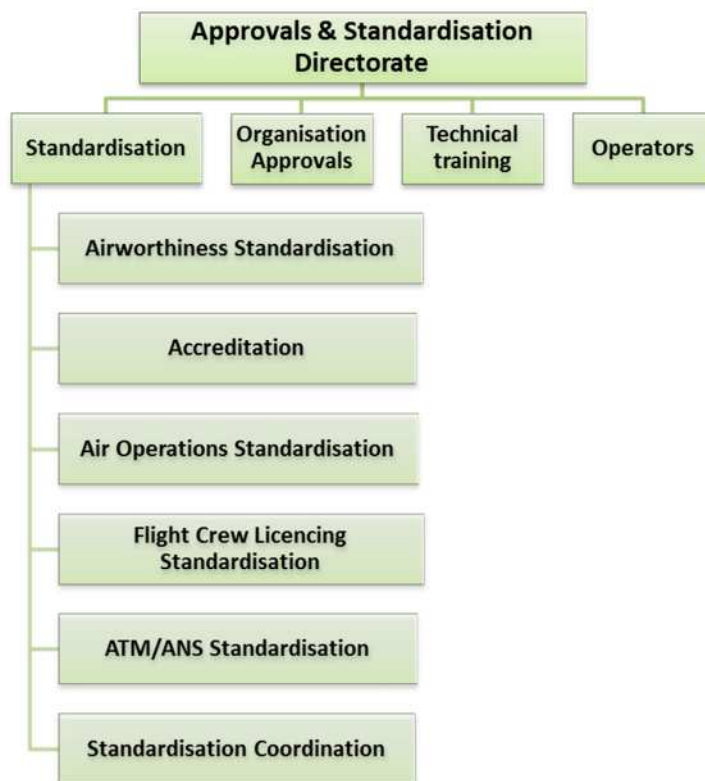 Approvals & Standardisation
Directorate
Standardisation
Organisation
Approvals
Technical
training
Operators
Airworthiness Standardisation
Accreditation
Air Operations Standardisation
Flight Crew Licencing
Standardisation
ATM/ANS Standardisation
Standardisation Coordination